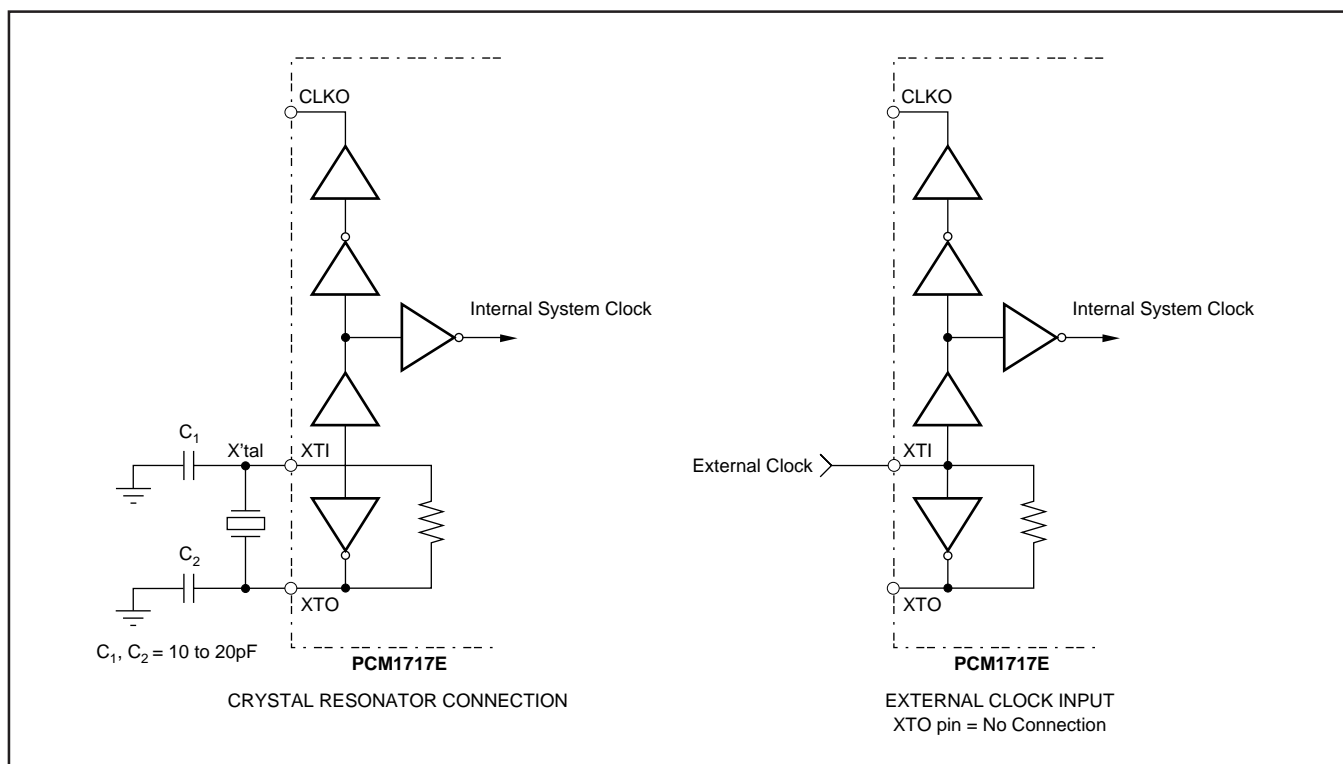 CLKO
Internal System Clock
C₁
X'tal
XTI
C₂
XTO
C₁, C₂ = 10 to 20pF
PCM1717E
CRYSTAL RESONATOR CONNECTION
CLKO
Internal System Clock
External Clock
XTI
XTO
PCM1717E
EXTERNAL CLOCK INPUT
XTO pin = No Connection